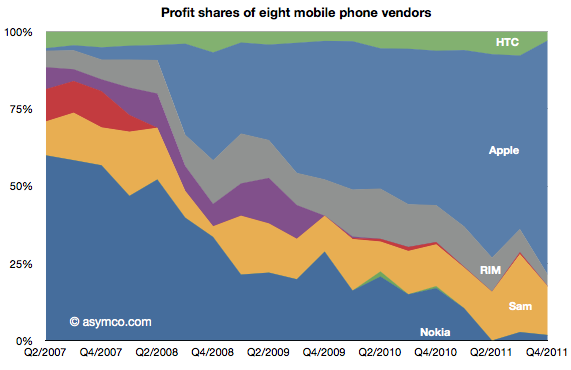 Profit shares of eight mobile phone vendors
100%
HTC
75%
Apple
50%
25%
RIM
Sam
© asymco.com
Nokia
0%
Q2/2007 Q4/2007 Q2/2008 Q4/2008 Q2/2009 Q4/2009 Q2/2010 Q4/2010 Q2/2011 Q4/2011